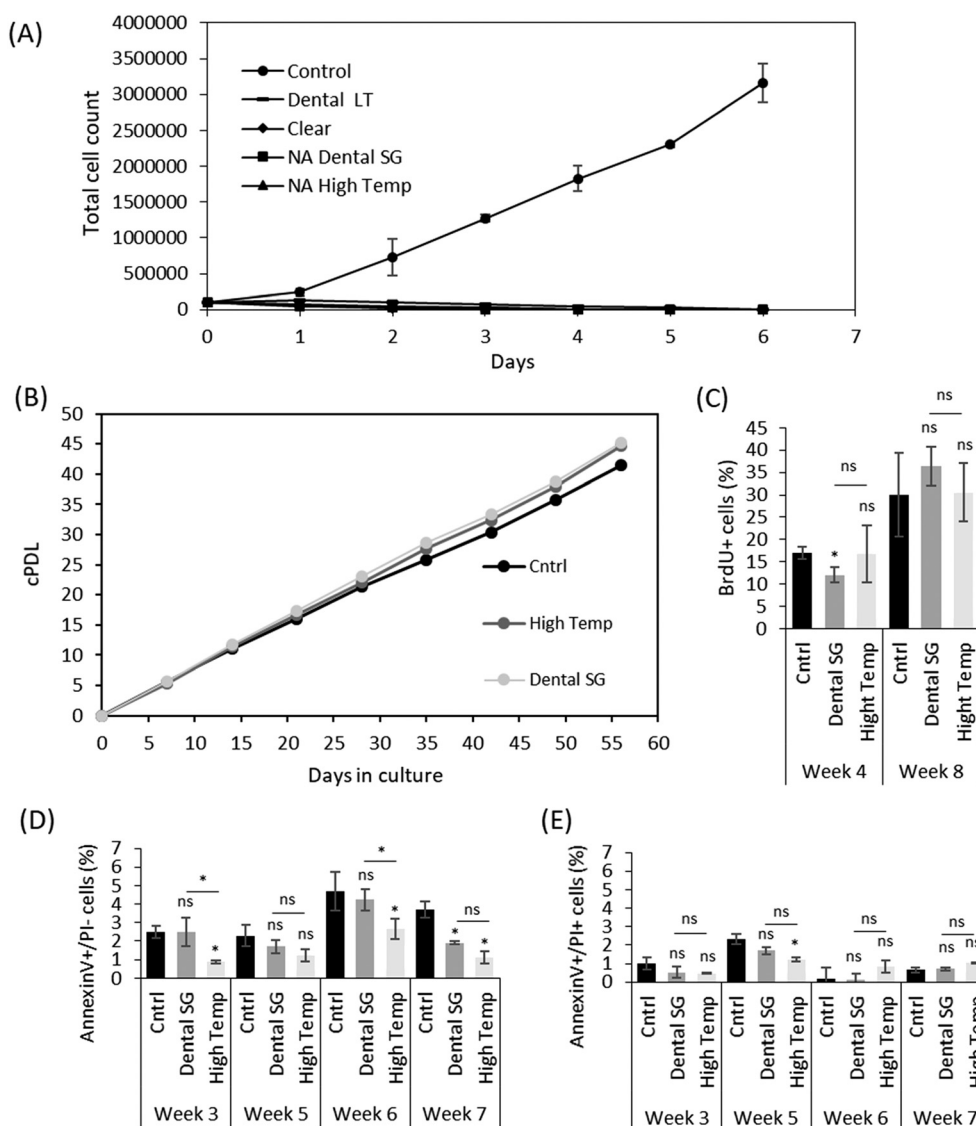 (A)
4000000
3500000
3000000
2500000
2000000
1500000
1000000
500000
0
Total cell count
Control
Dental LT
Clear
NA Dental SG
NA High Temp
0 1 2 3 4 5 6 7
Days
(B)
50
45
40
35
30
25
20
15
10
5
0
cPDL
Cntrl
High Temp
Dental SG
0 5 10 15 20 25 30 35 40 45 50 55 60
Days in culture
(C)
45
40
35
30
25
20
15
10
5
0
BrdU+ cells (%)
ns
ns
ns ns
ns
*
Cntrl Dental SG Hight Temp Cntrl Dental SG Hight Temp
Week 4 Week 8
(D)
7
6
5
4
3
2
1
0
AnnexinV+/PI- cells (%)
*
ns
*
ns
ns ns
*
ns
*
ns
* *
Cntrl Dental SG High Temp Cntrl Dental SG High Temp Cntrl Dental SG High Temp Cntrl Dental SG High Temp
Week 3 Week 5 Week 6 Week 7
(E)
7
6
5
4
3
2
1
0
AnnexinV+/PI+ cells (%)
ns
ns ns
ns
ns *
ns
ns ns
ns
ns ns
Cntrl Dental SG High Temp Cntrl Dental SG High Temp Cntrl Dental SG High Temp Cntrl Dental SG High Temp
Week 3 Week 5 Week 6 Week 7